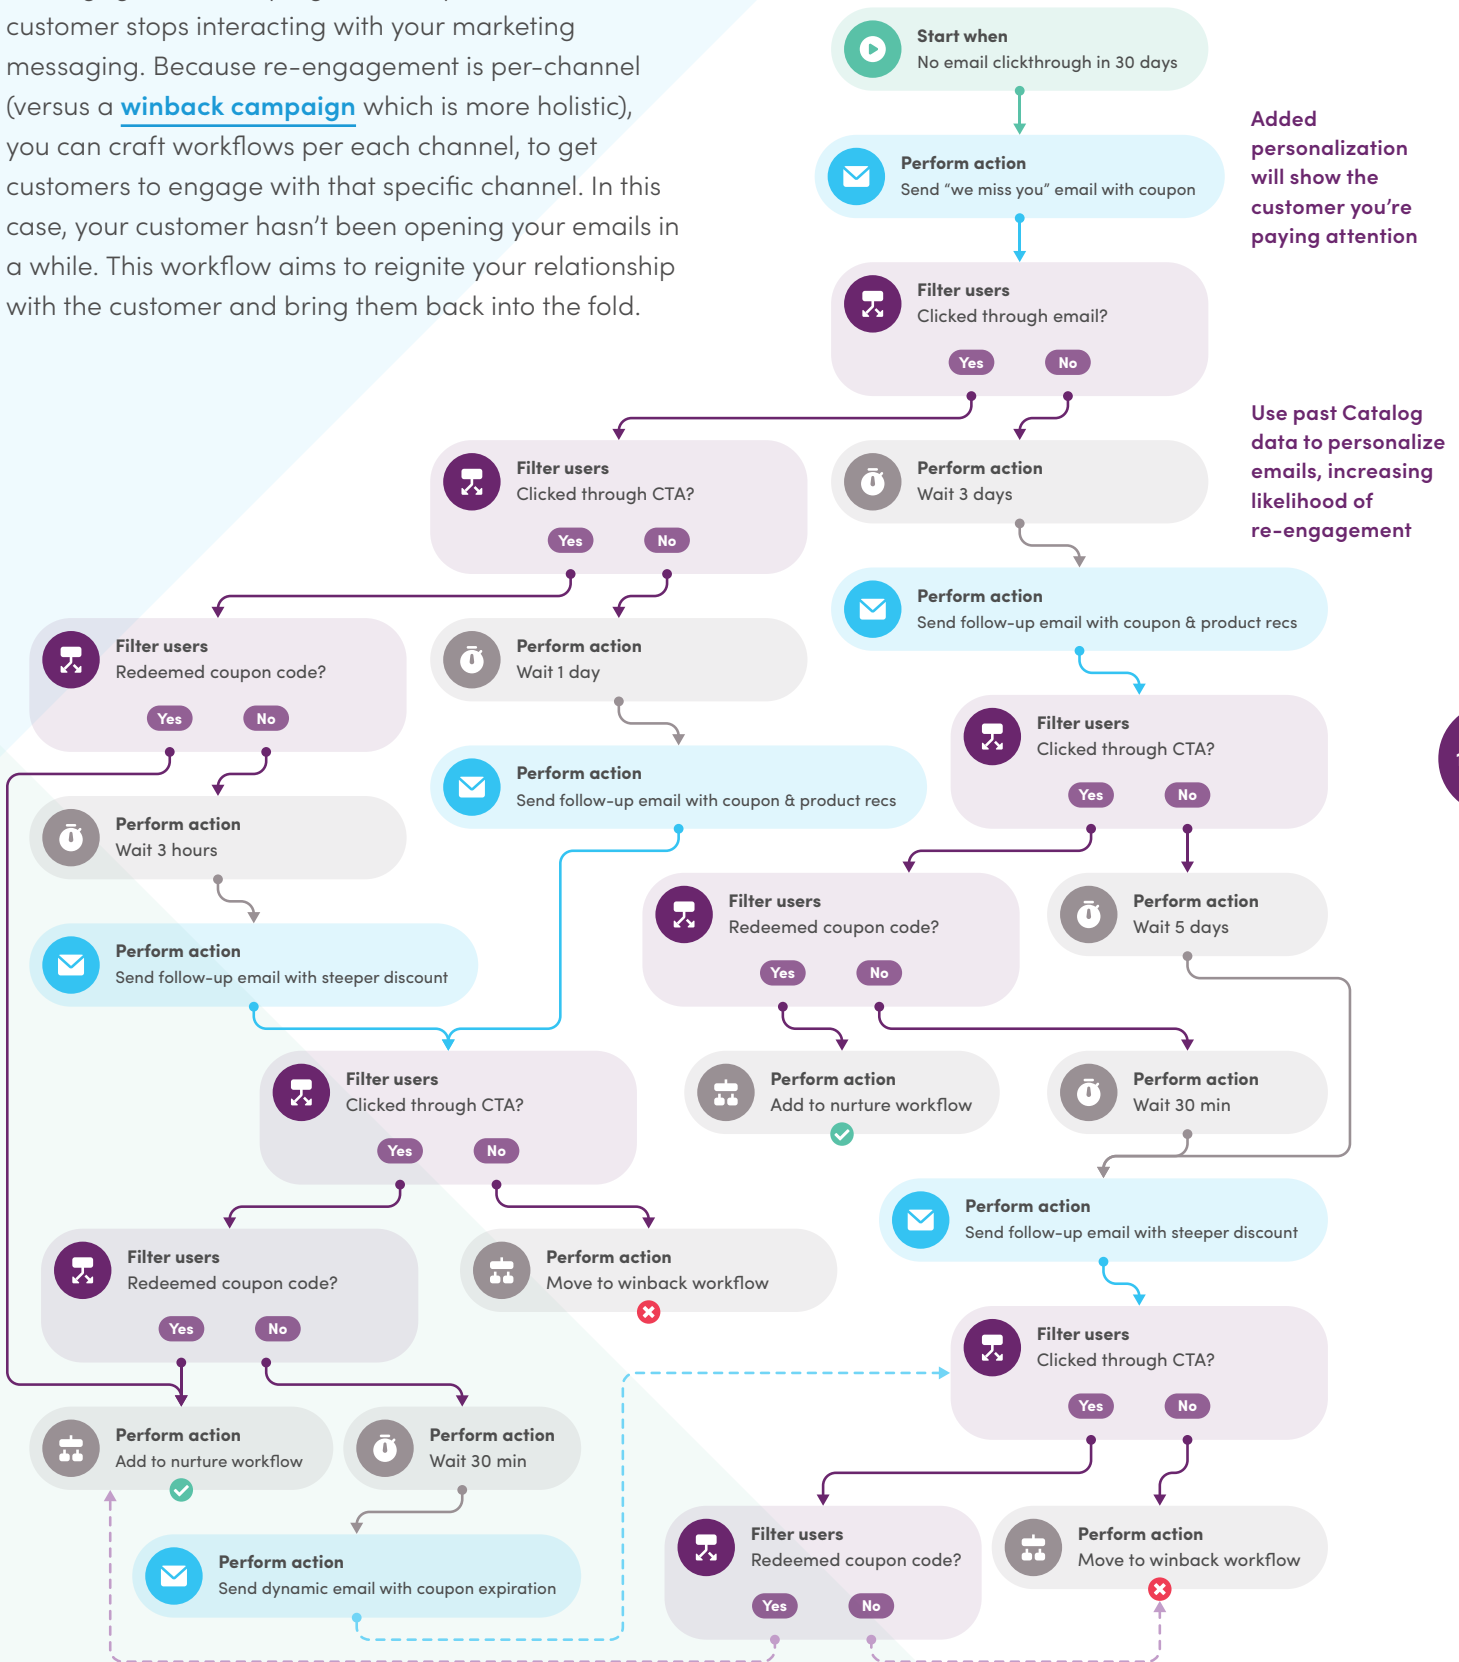 customer stops interacting with your marketing
messaging. Because re-engagement is per-channel
(versus a winback campaign which is more holistic),
you can craft workflows per each channel, to get
customers to engage with that specific channel. In this
case, your customer hasn't been opening your emails in
a while. This workflow aims to reignite your relationship
with the customer and bring them back into the fold.
Start when
No email clickthrough in 30 days
Added
personalization
will show the
customer you're
paying attention
Perform action
Send "we miss you" email with coupon
Filter users
Clicked through email?
Yes
No
Use past Catalog
data to personalize
emails, increasing
likelihood of
re-engagement
Filter users
Clicked through CTA?
Yes
No
Perform action
Wait 3 days
Perform action
Send follow-up email with coupon & product recs
Filter users
Redeemed coupon code?
Yes
No
Perform action
Wait 1 day
Filter users
Clicked through CTA?
Yes
No
Perform action
Send follow-up email with coupon & product recs
Perform action
Wait 3 hours
Filter users
Redeemed coupon code?
Yes
No
Perform action
Wait 5 days
Perform action
Send follow-up email with steeper discount
Filter users
Clicked through CTA?
Yes
No
Perform action
Add to nurture workflow
Perform action
Wait 30 min
Perform action
Send follow-up email with steeper discount
Filter users
Redeemed coupon code?
Yes
No
Perform action
Move to winback workflow
Filter users
Clicked through CTA?
Yes
No
Perform action
Add to nurture workflow
Perform action
Wait 30 min
Perform action
Send dynamic email with coupon expiration
Filter users
Redeemed coupon code?
Yes
No
Perform action
Move to winback workflow